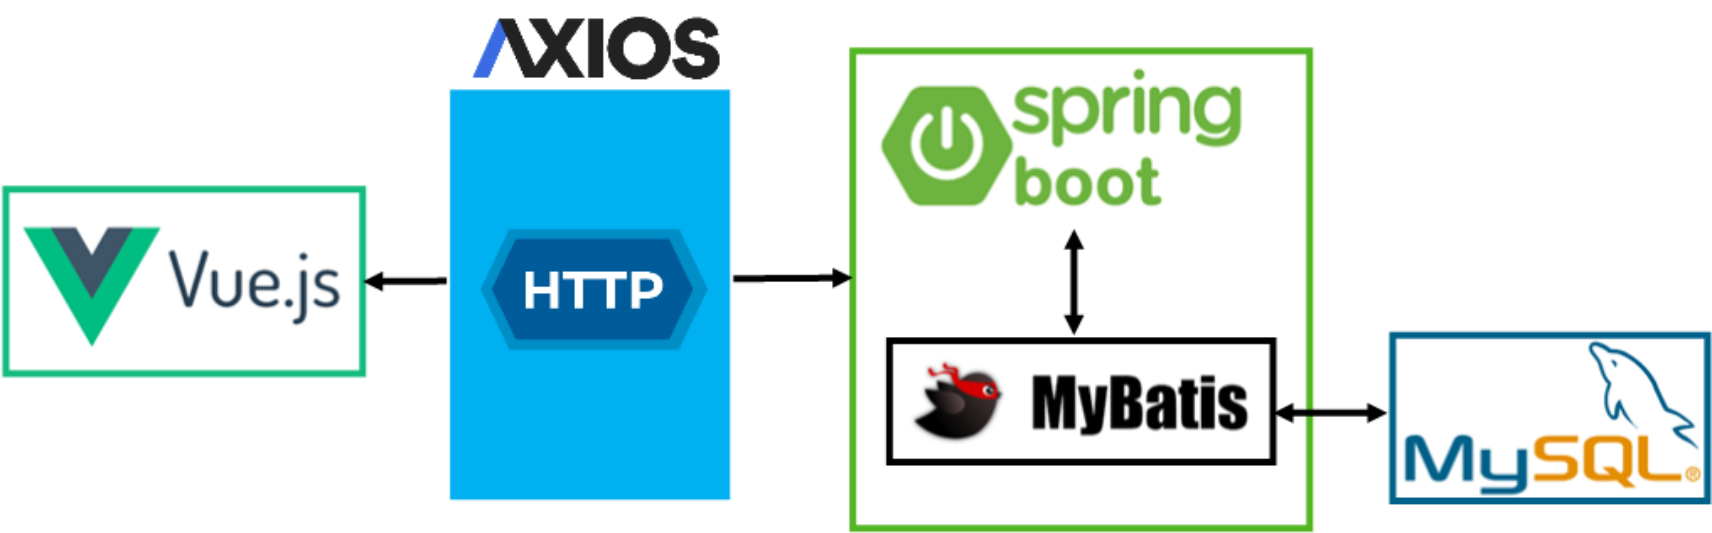 AXIOS
Vue.js
HTTP
spring
boot
MyBatis
MySQL®